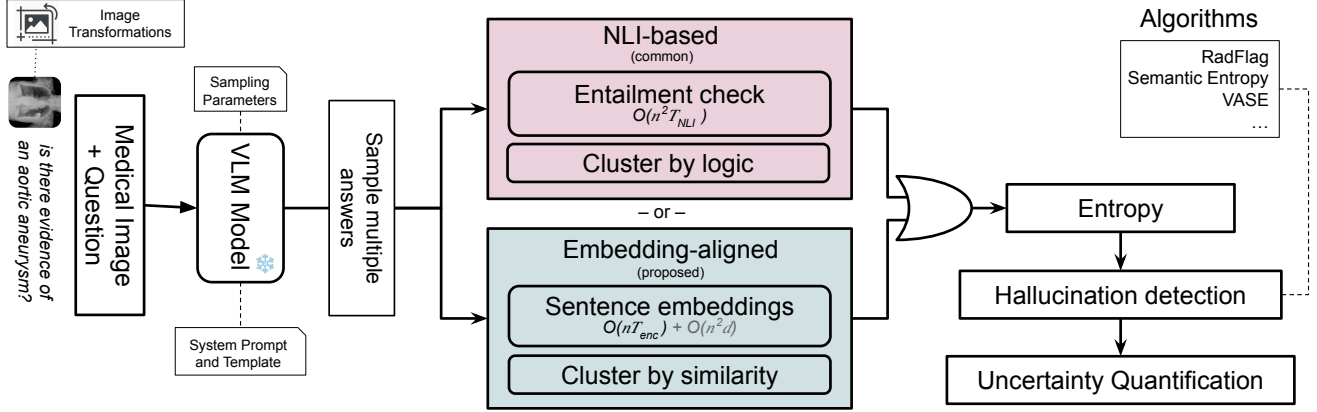 Image
Transformations
is there evidence of
an aortic aneurysm?
Medical Image
+ Question
Sampling
Parameters
VLM Model
System Prompt
and Template
Sample multiple
answers
NLI-based
(common)
Entailment check
O(n²T_NLI)
Cluster by logic
– or –
Embedding-aligned
(proposed)
Sentence embeddings
O(nT_enc) + O(n²d)
Cluster by similarity
Algorithms
RadFlag
Semantic Entropy
VASE
...
Entropy
Hallucination detection
Uncertainty Quantification